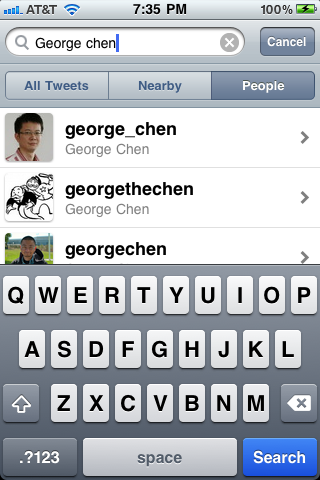 AT&T 7:35 PM 100%
George chen Cancel
All Tweets Nearby People
george_chen
George Chen
georgethechen
George Chen
georgechen
Q W E R T Y U I O P
A S D F G H J K L
Z X C V B N M
.?123 space Search